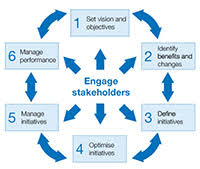 1 Set vision and
objectives
2 Identify
benefits and
changes
3 Define
initiatives
4 Optimise
initiatives
5 Manage
initiatives
6 Manage
performance
Engage
stakeholders